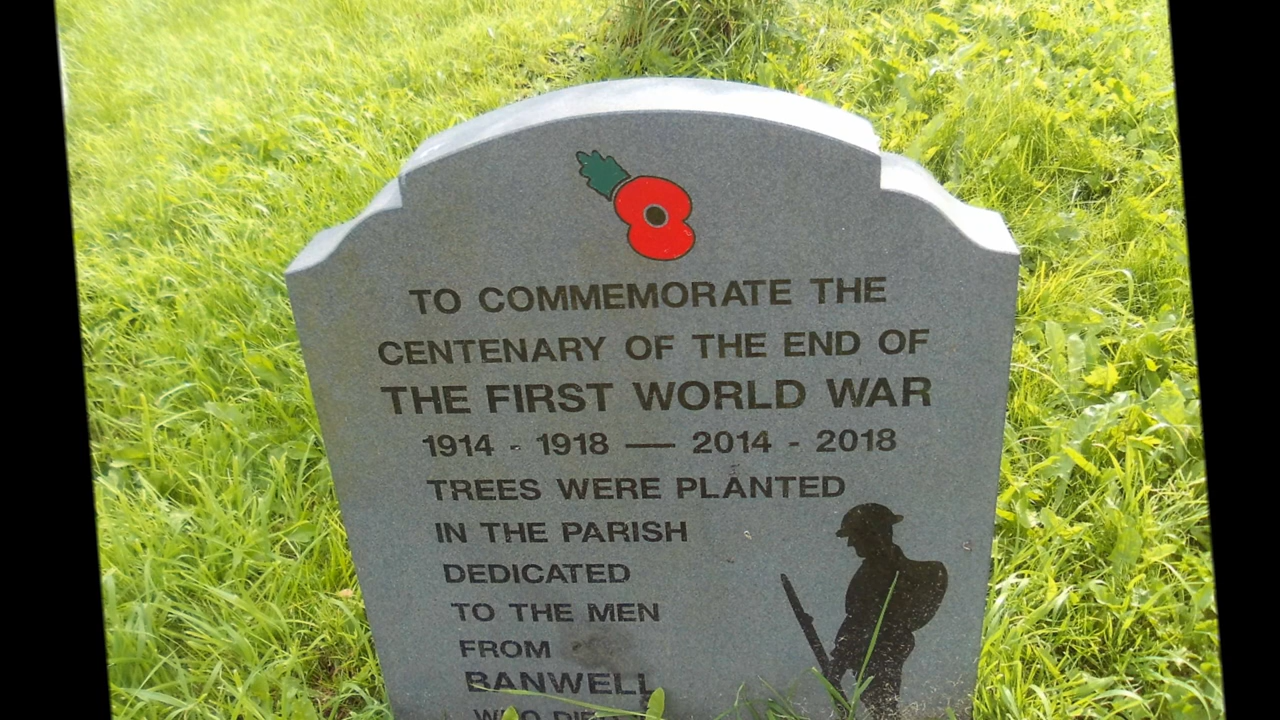 TO COMMEMORATE THE
CENTENARY OF THE END OF
THE FIRST WORLD WAR
1914 - 1918 — 2014 - 2018
TREES WERE PLANTED
IN THE PARISH
DEDICATED
TO THE MEN
FROM
BANWELL
WHO